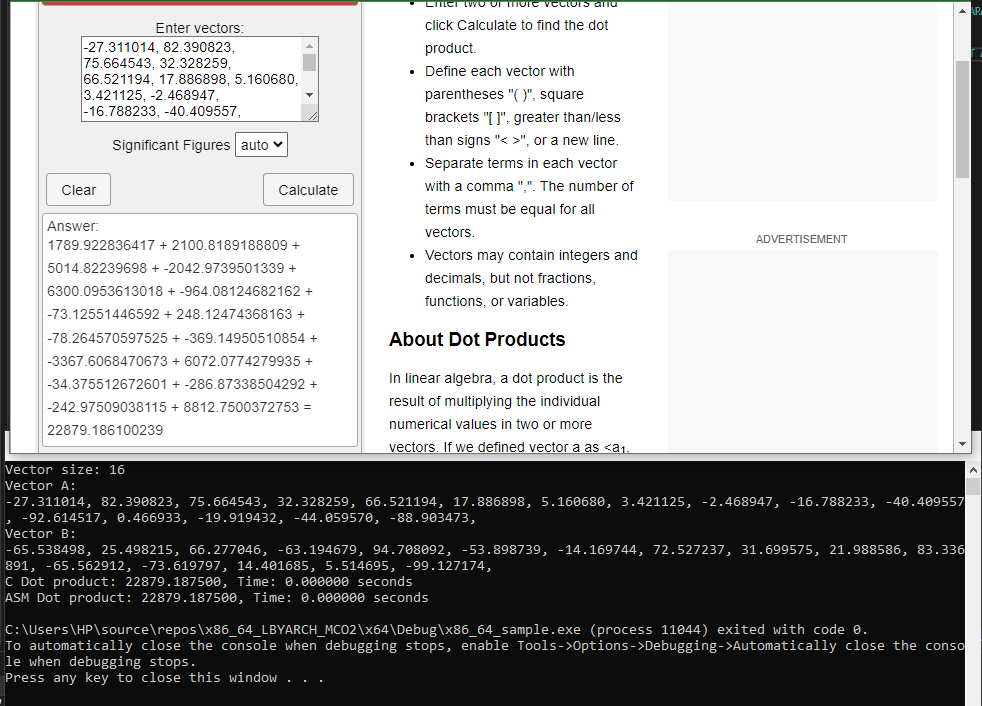 Enter two or more vectors and
click Calculate to find the dot
product.
Define each vector with
parentheses "( )", square
brackets "[ ]", greater than/less
than signs "< >", or a new line.
Separate terms in each vector
with a comma ",". The number of
terms must be equal for all
vectors.
Vectors may contain integers and
decimals, but not fractions,
functions, or variables.
About Dot Products
In linear algebra, a dot product is the
result of multiplying the individual
numerical values in two or more
vectors. If we defined vector a as <a₁,
Enter vectors:
-27.311014, 82.390823,
75.664543, 32.328259,
66.521194, 17.886898, 5.160680,
3.421125, -2.468947,
-16.788233, -40.409557,
Significant Figures auto
Clear Calculate
Answer:
1789.922836417 + 2100.8189188809 +
5014.82239698 + -2042.9739501339 +
6300.0953613018 + -964.08124682162 +
-73.12551446592 + 248.12474368163 +
-78.264570597525 + -369.14950510854 +
-3367.6068470673 + 6072.0774279935 +
-34.375512672601 + -286.87338504292 +
-242.97509038115 + 8812.7500372753 =
22879.186100239
ADVERTISEMENT
Vector size: 16
Vector A:
-27.311014, 82.390823, 75.664543, 32.328259, 66.521194, 17.886898, 5.160680, 3.421125, -2.468947, -16.788233, -40.409557
, -92.614517, 0.466933, -19.919432, -44.059570, -88.903473,
Vector B:
-65.538498, 25.498215, 66.277046, -63.194679, 94.708092, -53.898739, -14.169744, 72.527237, 31.699575, 21.988586, 83.336
891, -65.562912, -73.619797, 14.401685, 5.514695, -99.127174,
C Dot product: 22879.187500, Time: 0.000000 seconds
ASM Dot product: 22879.187500, Time: 0.000000 seconds
C:\Users\HP\source\repos\x86_64_LBYARCH_MCO2\x64\Debug\x86_64_sample.exe (process 11044) exited with code 0.
To automatically close the console when debugging stops, enable Tools->Options->Debugging->Automatically close the conso
le when debugging stops.
Press any key to close this window . . .